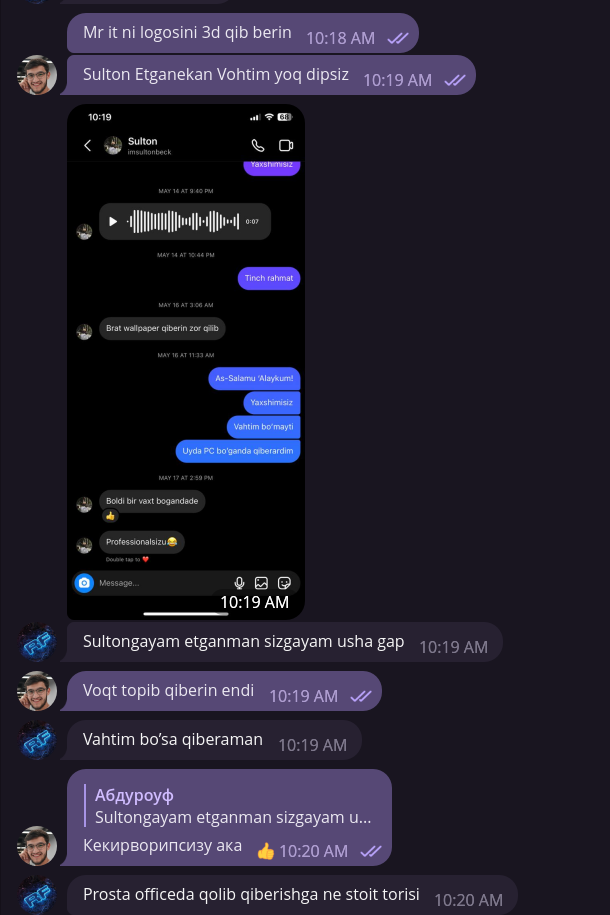 Mr it ni logosini 3d qib berin 10:18 AM
Sulton Etganekan Vohtim yoq dipsiz 10:19 AM
10:19 68
Sulton
imsultonbeck
Yaxshimisiz
MAY 14 AT 9:40 PM
0:07
MAY 14 AT 10:44 PM
Tinch rahmat
MAY 16 AT 3:06 AM
Brat wallpaper qiberin zor qilib
MAY 16 AT 11:33 AM
As-Salamu 'Alaykum!
Yaxshimisiz
Vahtim bo'mayti
Uyda PC bo'ganda qiberardim
MAY 17 AT 2:59 PM
Boldi bir vaxt bogandade
👍
Professionalsizu😂
Double tap to ❤️
Message...
10:19 AM
Sultongayam etganman sizgayam usha gap 10:19 AM
Voqt topib qiberin endi 10:19 AM
Vahtim bo'sa qiberaman 10:19 AM
Абдуроуф
Sultongayam etganman sizgayam u...
Кекирворипсизу ака 👍 10:20 AM
Prosta officeda qolib qiberishga ne stoit torisi 10:20 AM